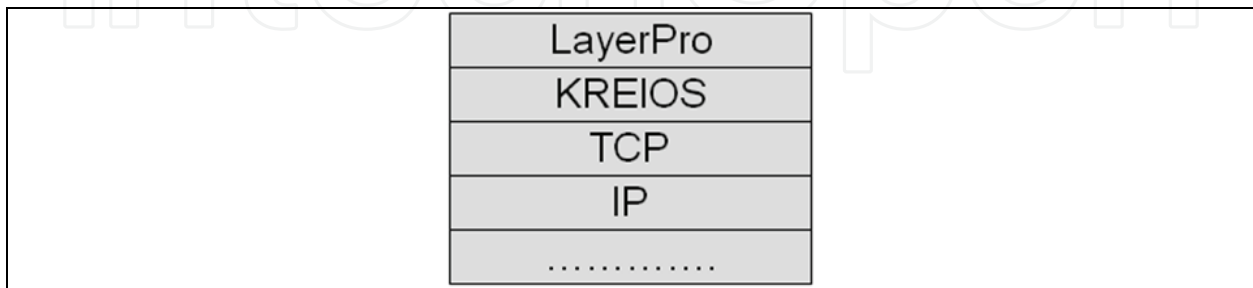 LayerPro
KREIOS
TCP
IP
.............